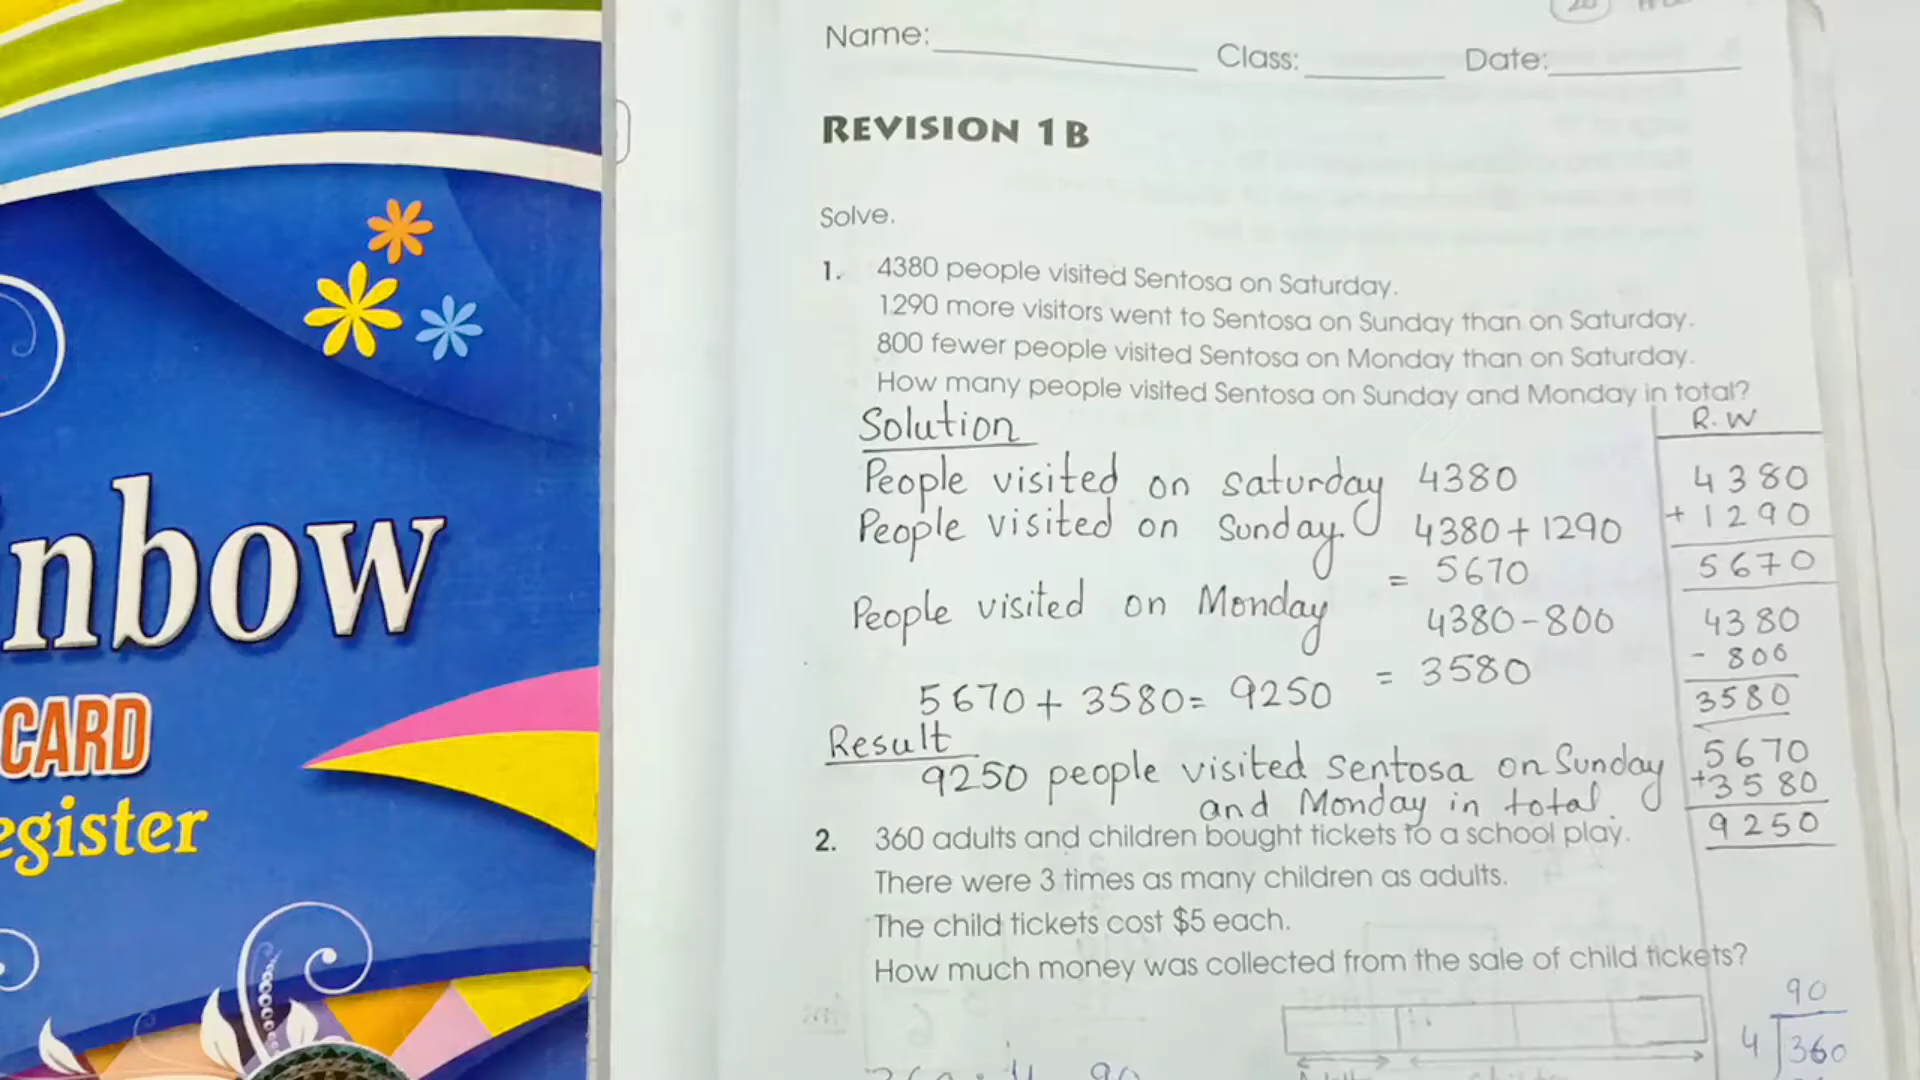 Name: Class: Date:
REVISION 1B
Solve.
1. 4380 people visited Sentosa on Saturday.
1290 more visitors went to Sentosa on Sunday than on Saturday.
800 fewer people visited Sentosa on Monday than on Saturday.
How many people visited Sentosa on Sunday and Monday in total?
Solution
People visited on saturday 4380
People visited on Sunday. 4380+1290
= 5670
People visited on Monday 4380-800
= 3580
5670+3580= 9250
Result
9250 people visited Sentosa on Sunday
and Monday in total.
R.W
4380
+ 1290
5670
4380
- 800
3580
5670
+3580
9250
2. 360 adults and children bought tickets to a school play.
There were 3 times as many children as adults.
The child tickets cost $5 each.
How much money was collected from the sale of child tickets?
90
4 360
nbow
CARD
egister